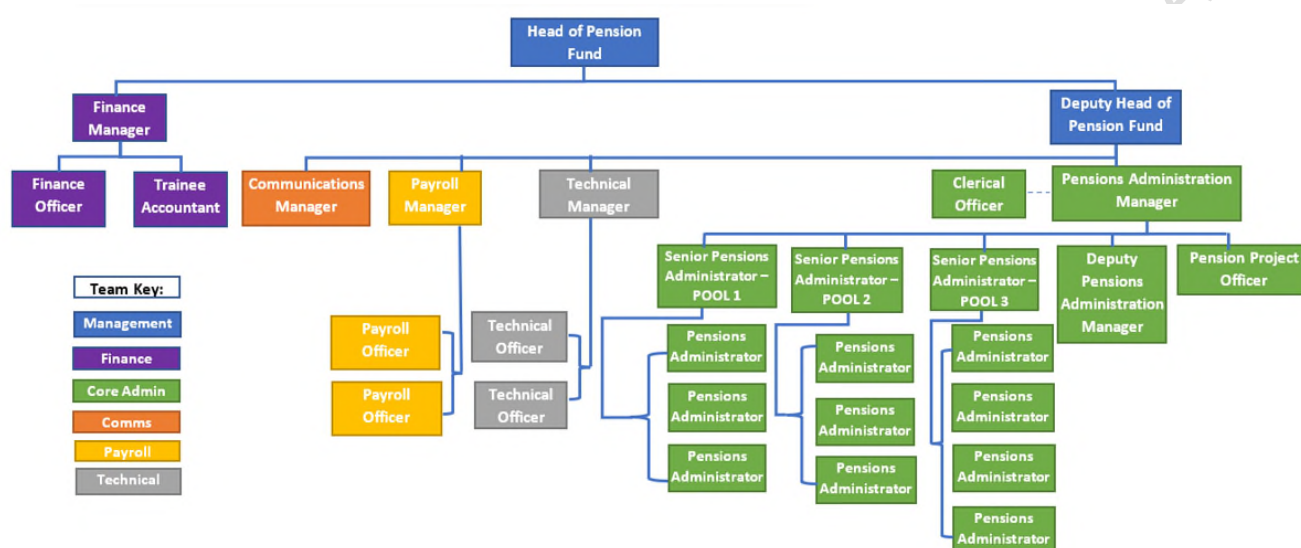 Head of Pension
Fund
Finance
Manager
Deputy Head of
Pension Fund
Finance
Officer
Trainee
Accountant
Communications
Manager
Payroll
Manager
Technical
Manager
Clerical
Officer
Pensions Administration
Manager
Senior Pensions
Administrator –
POOL 1
Senior Pensions
Administrator –
POOL 2
Senior Pensions
Administrator –
POOL 3
Deputy
Pensions
Administration
Manager
Pension Project
Officer
Team Key:
Management
Finance
Core Admin
Comms
Payroll
Technical
Payroll
Officer
Payroll
Officer
Technical
Officer
Technical
Officer
Pensions
Administrator
Pensions
Administrator
Pensions
Administrator
Pensions
Administrator
Pensions
Administrator
Pensions
Administrator
Pensions
Administrator
Pensions
Administrator
Pensions
Administrator
Pensions
Administrator